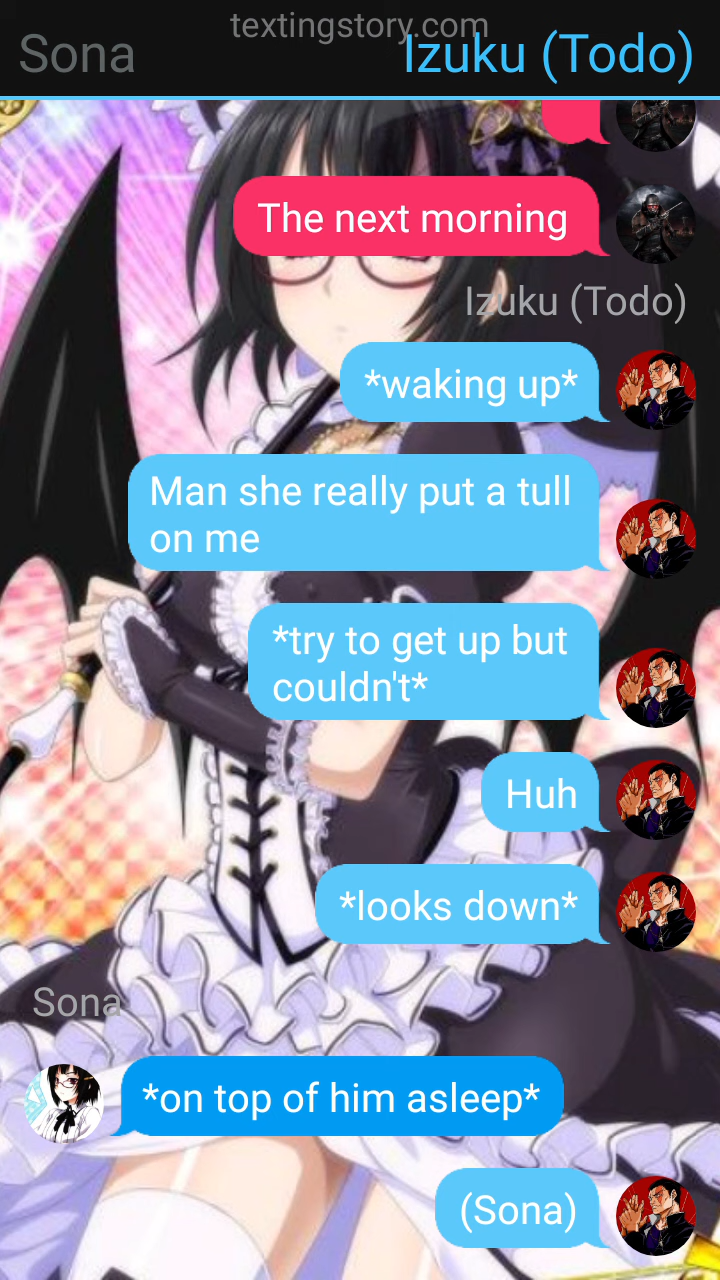 textingstory.com
Sona
Izuku (Todo)
The next morning
Izuku (Todo)
*waking up*
Man she really put a tull
on me
*try to get up but
couldn't*
Huh
*looks down*
Sona
*on top of him asleep*
(Sona)